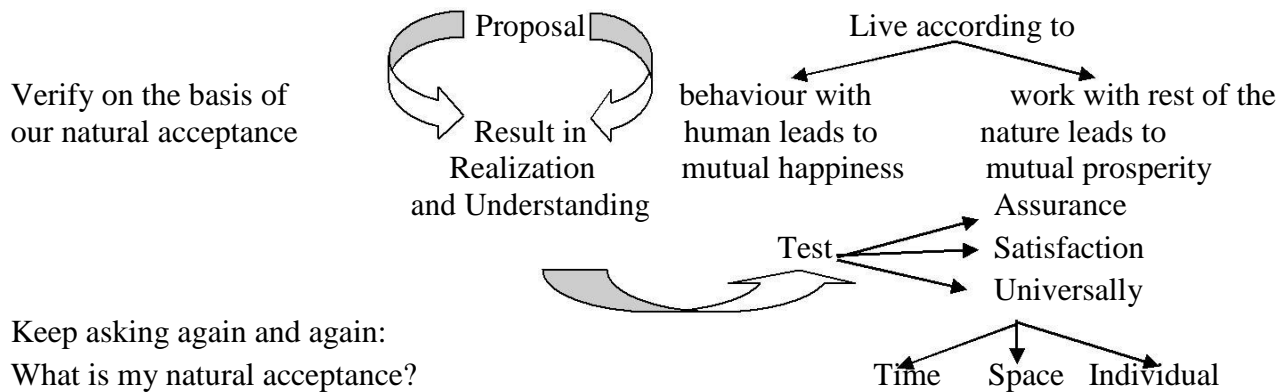 Proposal
Live according to
Verify on the basis of
our natural acceptance
behaviour with
human leads to
mutual happiness
work with rest of the
nature leads to
mutual prosperity
Result in
Realization
and Understanding
Test
Assurance
Satisfaction
Universally
Time
Space
Individual
Keep asking again and again:
What is my natural acceptance?